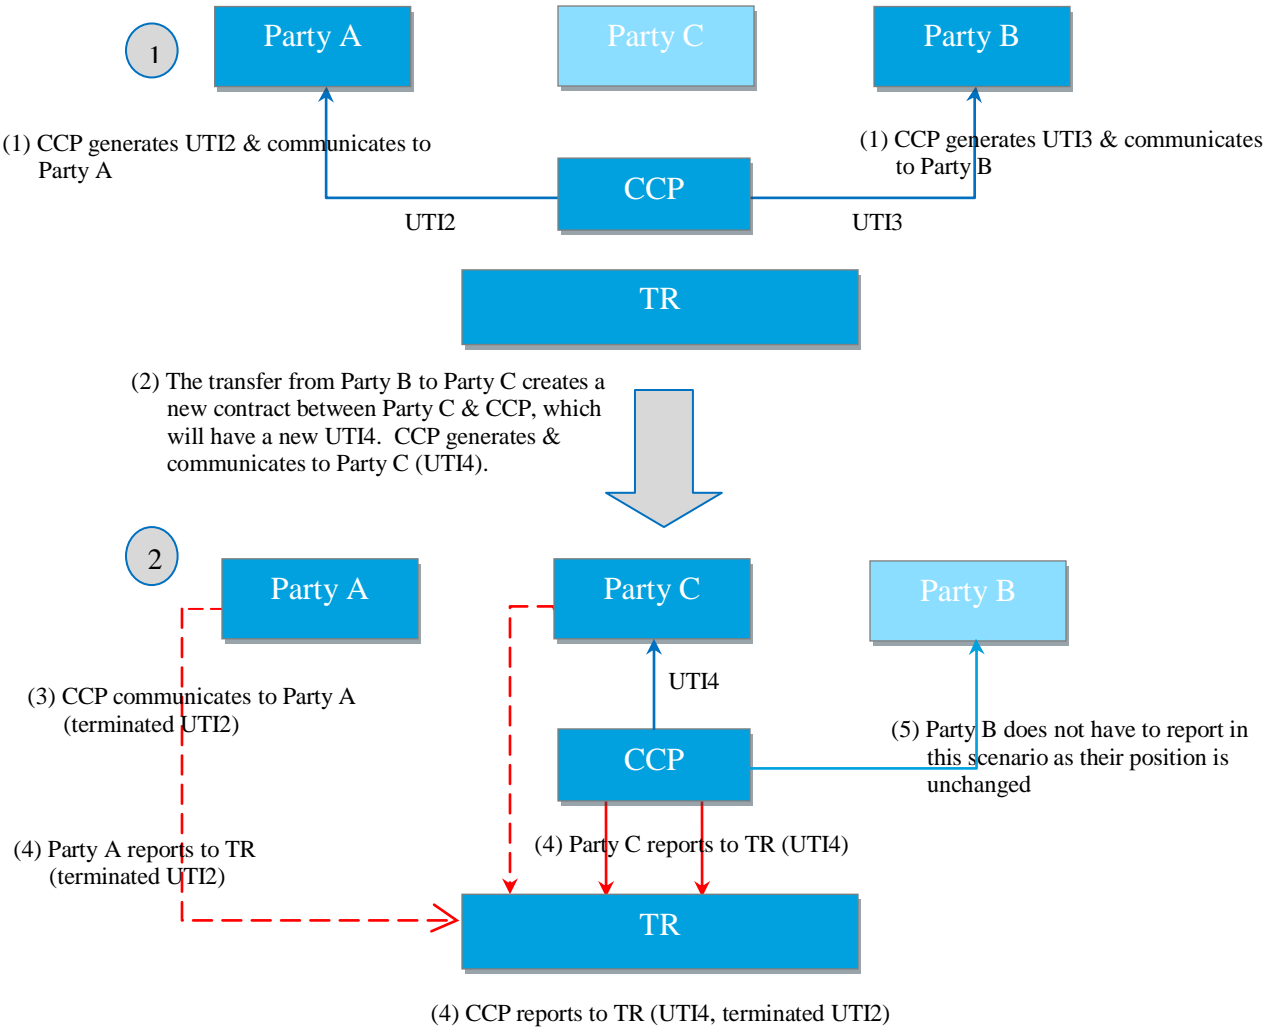 1
Party A
Party C
Party B
(1) CCP generates UTI2 & communicates to
Party A
(1) CCP generates UTI3 & communicates
to Party B
CCP
UTI2
UTI3
TR
(2) The transfer from Party B to Party C creates a
new contract between Party C & CCP, which
will have a new UTI4. CCP generates &
communicates to Party C (UTI4).
2
Party A
Party C
Party B
UTI4
(3) CCP communicates to Party A
(terminated UTI2)
CCP
(5) Party B does not have to report in
this scenario as their position is
unchanged
(4) Party A reports to TR
(terminated UTI2)
(4) Party C reports to TR (UTI4)
TR
(4) CCP reports to TR (UTI4, terminated UTI2)